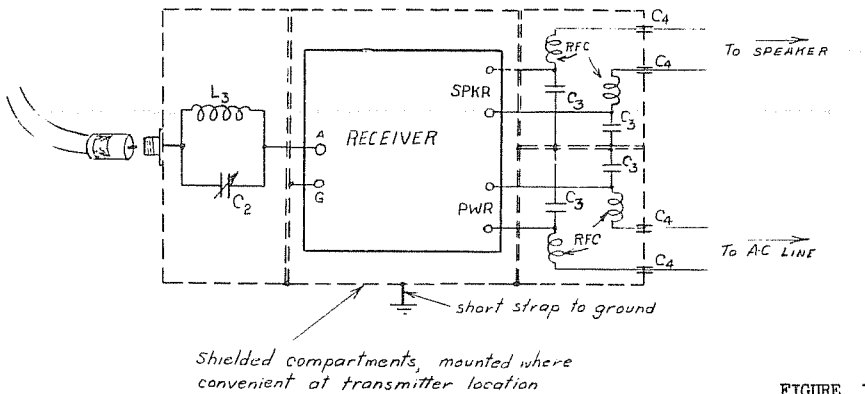 C4
RFC
To SPEAKER
C4
L3
SPKR
C3
A
RECEIVER
C3
C3
G
C2
PWR
C3
C4
RFC
C4
To A-C LINE
short strap to ground
Shielded compartments, mounted where
convenient at transmitter location
FIGURE